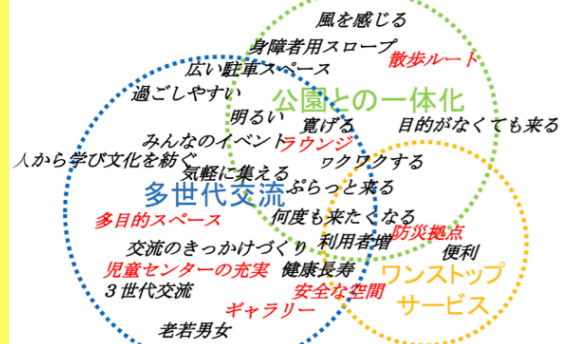 風を感じる
身障者用スロープ
散歩ルート
広い駐車スペース
過ごしやすい
公園との一体化
明るい
寛げる
目的がなくても来る
みんなのイベント
ラウンジ
人から学び文化を紡ぐ
ワクワクする
気軽に集える
多世代交流
ぷらっと来る
多目的スペース
何度も来たくなる
防災拠点
交流のきっかけづくり
利用者増
便利
児童センターの充実
健康長寿
ワンストップ
サービス
3世代交流
安全な空間
ギャラリー
老若男女